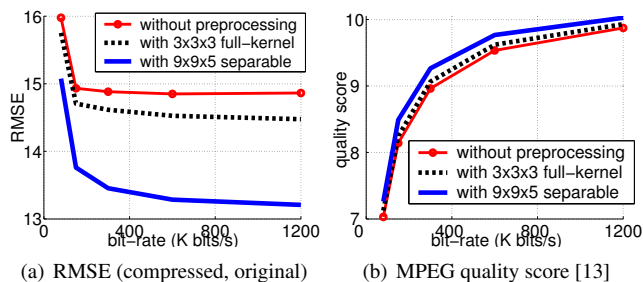 16
15
14
13
RMSE
without preprocessing
with 3x3x3 full−kernel
with 9x9x5 separable
400 800 1200
bit−rate (K bits/s)
(a) RMSE (compressed, original)
10
9
8
7
quality score
without preprocessing
with 3x3x3 full−kernel
with 9x9x5 separable
400 800 1200
bit−rate (K bits/s)
(b) MPEG quality score [13]